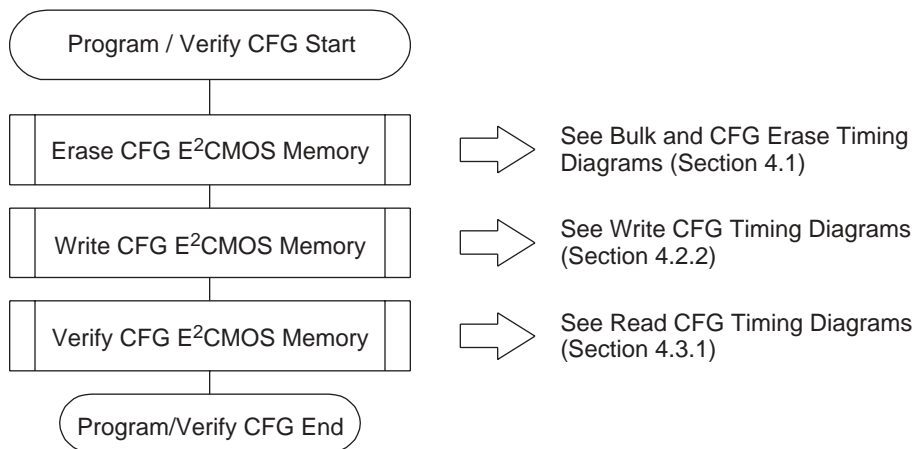 Program / Verify CFG Start
Erase CFG E²CMOS Memory
See Bulk and CFG Erase Timing
Diagrams (Section 4.1)
Write CFG E²CMOS Memory
See Write CFG Timing Diagrams
(Section 4.2.2)
Verify CFG E²CMOS Memory
See Read CFG Timing Diagrams
(Section 4.3.1)
Program/Verify CFG End